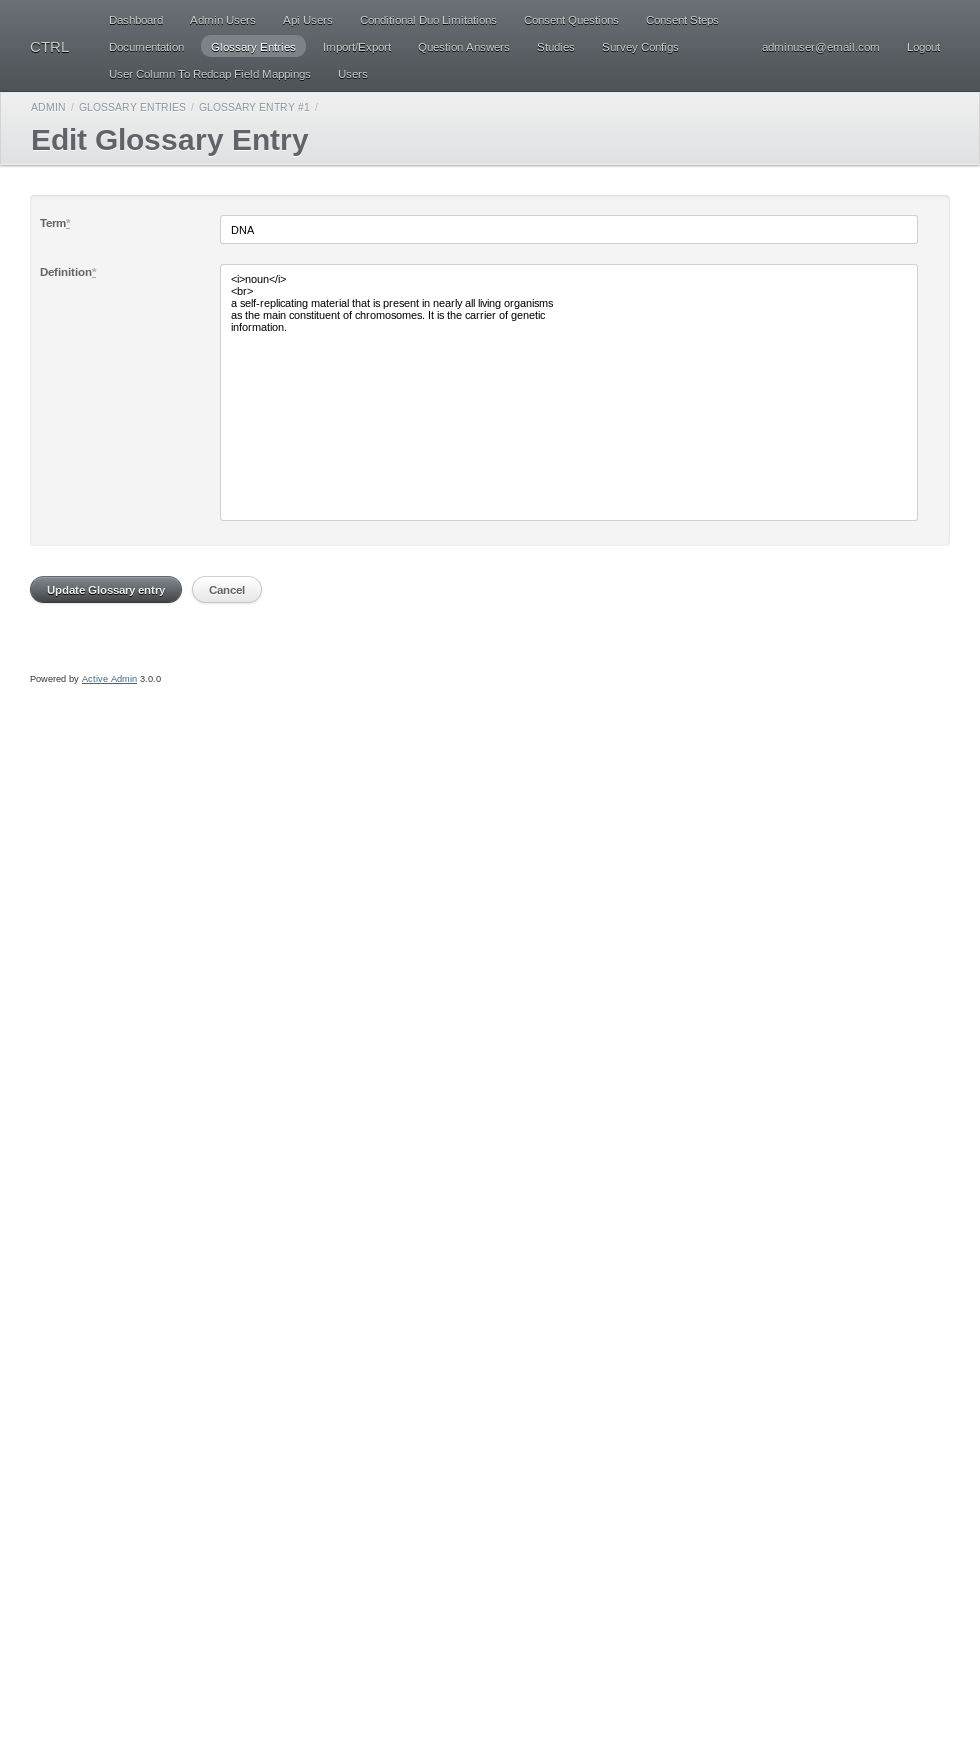 Dashboard Admin Users Api Users Conditional Duo Limitations Consent Questions Consent Steps
CTRL Documentation Glossary Entries Import/Export Question Answers Studies Survey Configs adminuser@email.com Logout
User Column To Redcap Field Mappings Users
ADMIN / GLOSSARY ENTRIES / GLOSSARY ENTRY #1 /
Edit Glossary Entry
Term*
DNA
Definition*
<i>noun</i>
<br>
a self-replicating material that is present in nearly all living organisms
as the main constituent of chromosomes. It is the carrier of genetic
information.
Update Glossary entry Cancel
Powered by Active Admin 3.0.0